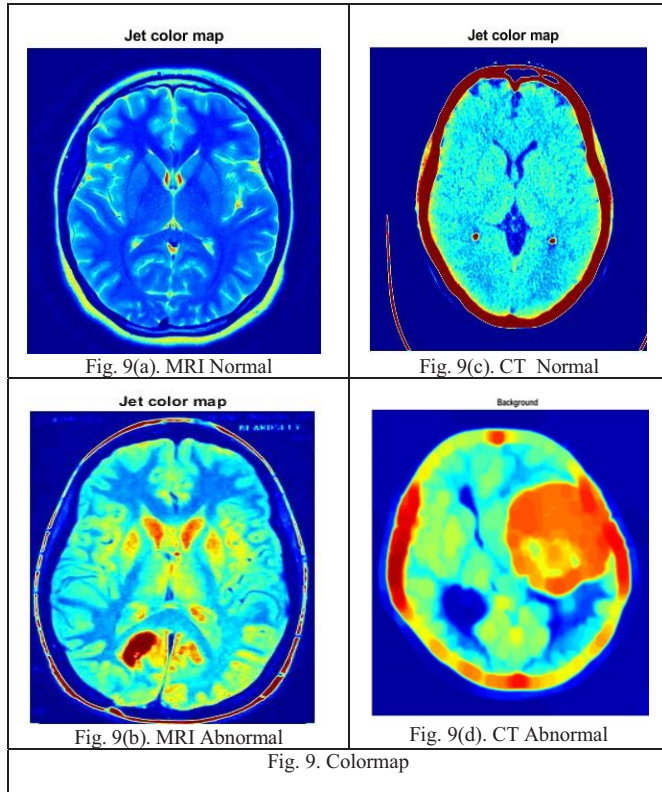 Jet color map
Fig. 9(a). MRI Normal
Jet color map
Fig. 9(c). CT Normal
Jet color map
Fig. 9(b). MRI Abnormal
Background
Fig. 9(d). CT Abnormal
Fig. 9. Colormap